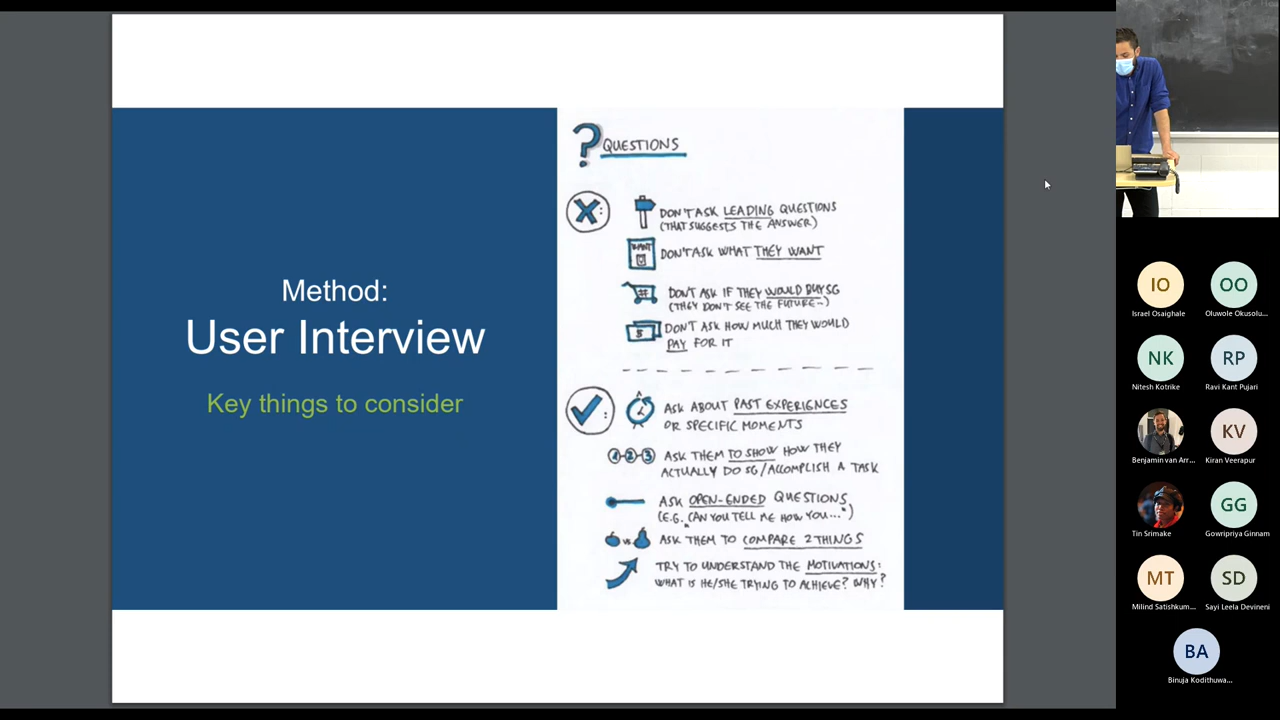 Method:
User Interview
Key things to consider
? QUESTIONS
X:
DON'T ASK LEADING QUESTIONS
(THAT SUGGESTS THE ANSWER)
WANT
DON'T ASK WHAT THEY WANT
#
DON'T ASK IF THEY WOULD BUY SG
(THEY DON'T SEE THE FUTURE...)
$
DON'T ASK HOW MUCH THEY WOULD
PAY FOR IT
✓:
ASK ABOUT PAST EXPERIENCES
OR SPECIFIC MOMENTS
1-2-3
ASK THEM TO SHOW HOW THEY
ACTUALLY DO SG/ACCOMPLISH A TASK
ASK OPEN-ENDED QUESTIONS
(E.G. "CAN YOU TELL ME HOW YOU...")
VS
ASK THEM TO COMPARE 2 THINGS
TRY TO UNDERSTAND THE MOTIVATIONS:
WHAT IS HE/SHE TRYING TO ACHIEVE? WHY?
IO
OO
Israel Osaighale
Oluwole Okusolu...
NK
RP
Nitesh Kotrike
Ravi Kant Pujari
KV
Benjamin van Arr...
Kiran Veerapur
GG
Tin Srimake
Gowripriya Ginnam
MT
SD
Milind Satishkum...
Sayi Leela Devineni
BA
Binuja Kodithuwa...